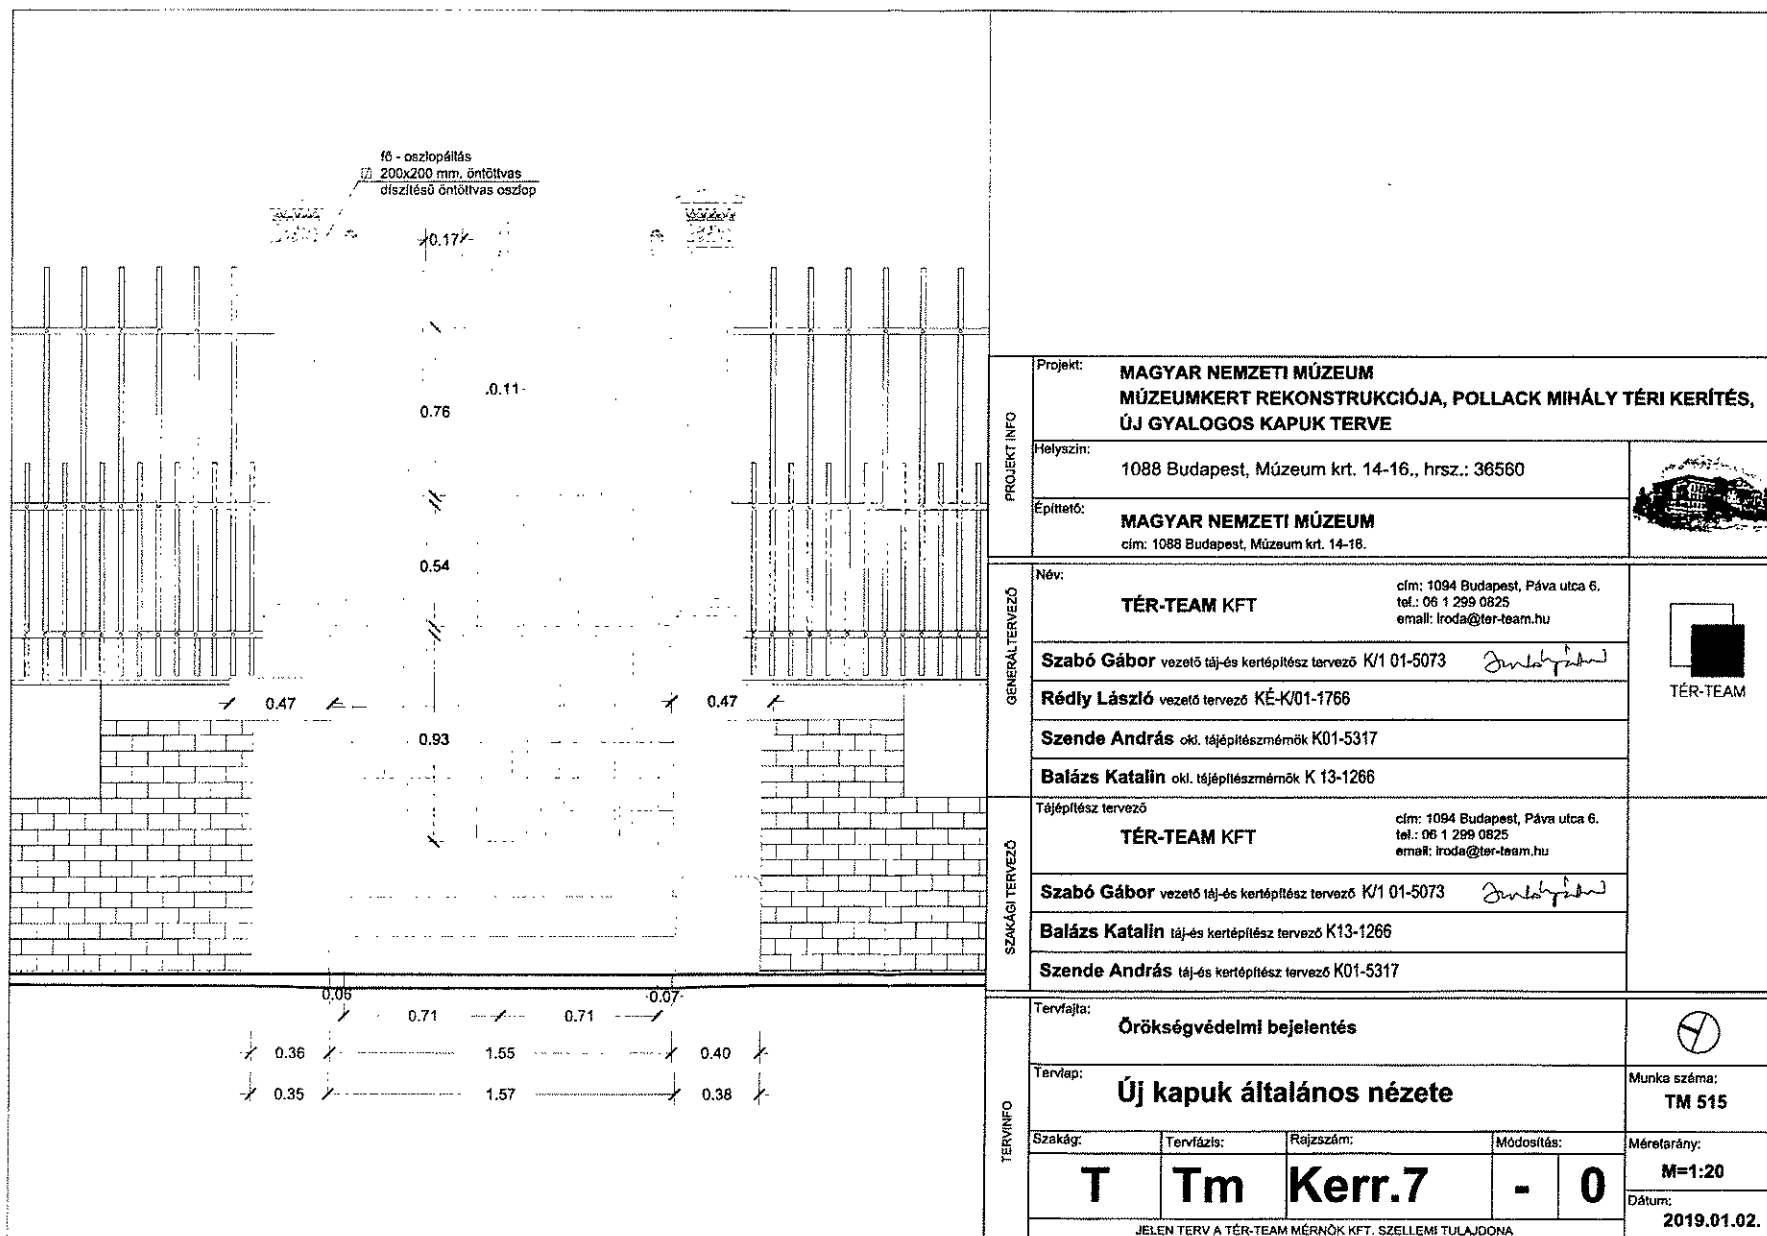 fő - oszlopállás
200x200 mm. öntöttvas
díszítésű öntöttvas oszlop
0.17
0.11
0.76
0.54
0.47
0.47
0.93
0.06
0.07
0.71
0.71
0.36
1.55
0.40
0.35
1.57
0.38
PROJEKT INFO
Projekt:
MAGYAR NEMZETI MÚZEUM
MÚZEUMKERT REKONSTRUKCIÓJA, POLLACK MIHÁLY TÉRI KERÍTÉS,
ÚJ GYALOGOS KAPUK TERVE
Helyszín:
1088 Budapest, Múzeum krt. 14-16., hrsz.: 36560
Építtető:
MAGYAR NEMZETI MÚZEUM
cím: 1088 Budapest, Múzeum krt. 14-16.
GENERÁLTERVEZŐ
Név:
TÉR-TEAM KFT
cím: 1094 Budapest, Páva utca 6.
tel.: 06 1 299 0825
email: iroda@ter-team.hu
Szabó Gábor vezető táj-és kertépítész tervező K/1 01-5073
Rédly László vezető tervező KÉ-K/01-1766
Szende András okl. tájépítészmérnök K01-5317
Balázs Katalin okl. tájépítészmérnök K 13-1266
TÉR-TEAM
SZAKÁGI TERVEZŐ
Tájépítész tervező
TÉR-TEAM KFT
cím: 1094 Budapest, Páva utca 6.
tel.: 06 1 299 0825
email: iroda@ter-team.hu
Szabó Gábor vezető táj-és kertépítész tervező K/1 01-5073
Balázs Katalin táj-és kertépítész tervező K13-1266
Szende András táj-és kertépítész tervező K01-5317
TERVINFO
Tervfajta:
Örökségvédelmi bejelentés
Tervlap:
Új kapuk általános nézete
Munka száma:
TM 515
Szakág:
T
Tervfázis:
Tm
Rajzszám:
Kerr.7
Módosítás:
- 0
Méretarány:
M=1:20
Dátum:
2019.01.02.
JELEN TERV A TÉR-TEAM MÉRNÖK KFT. SZELLEMI TULAJDONA